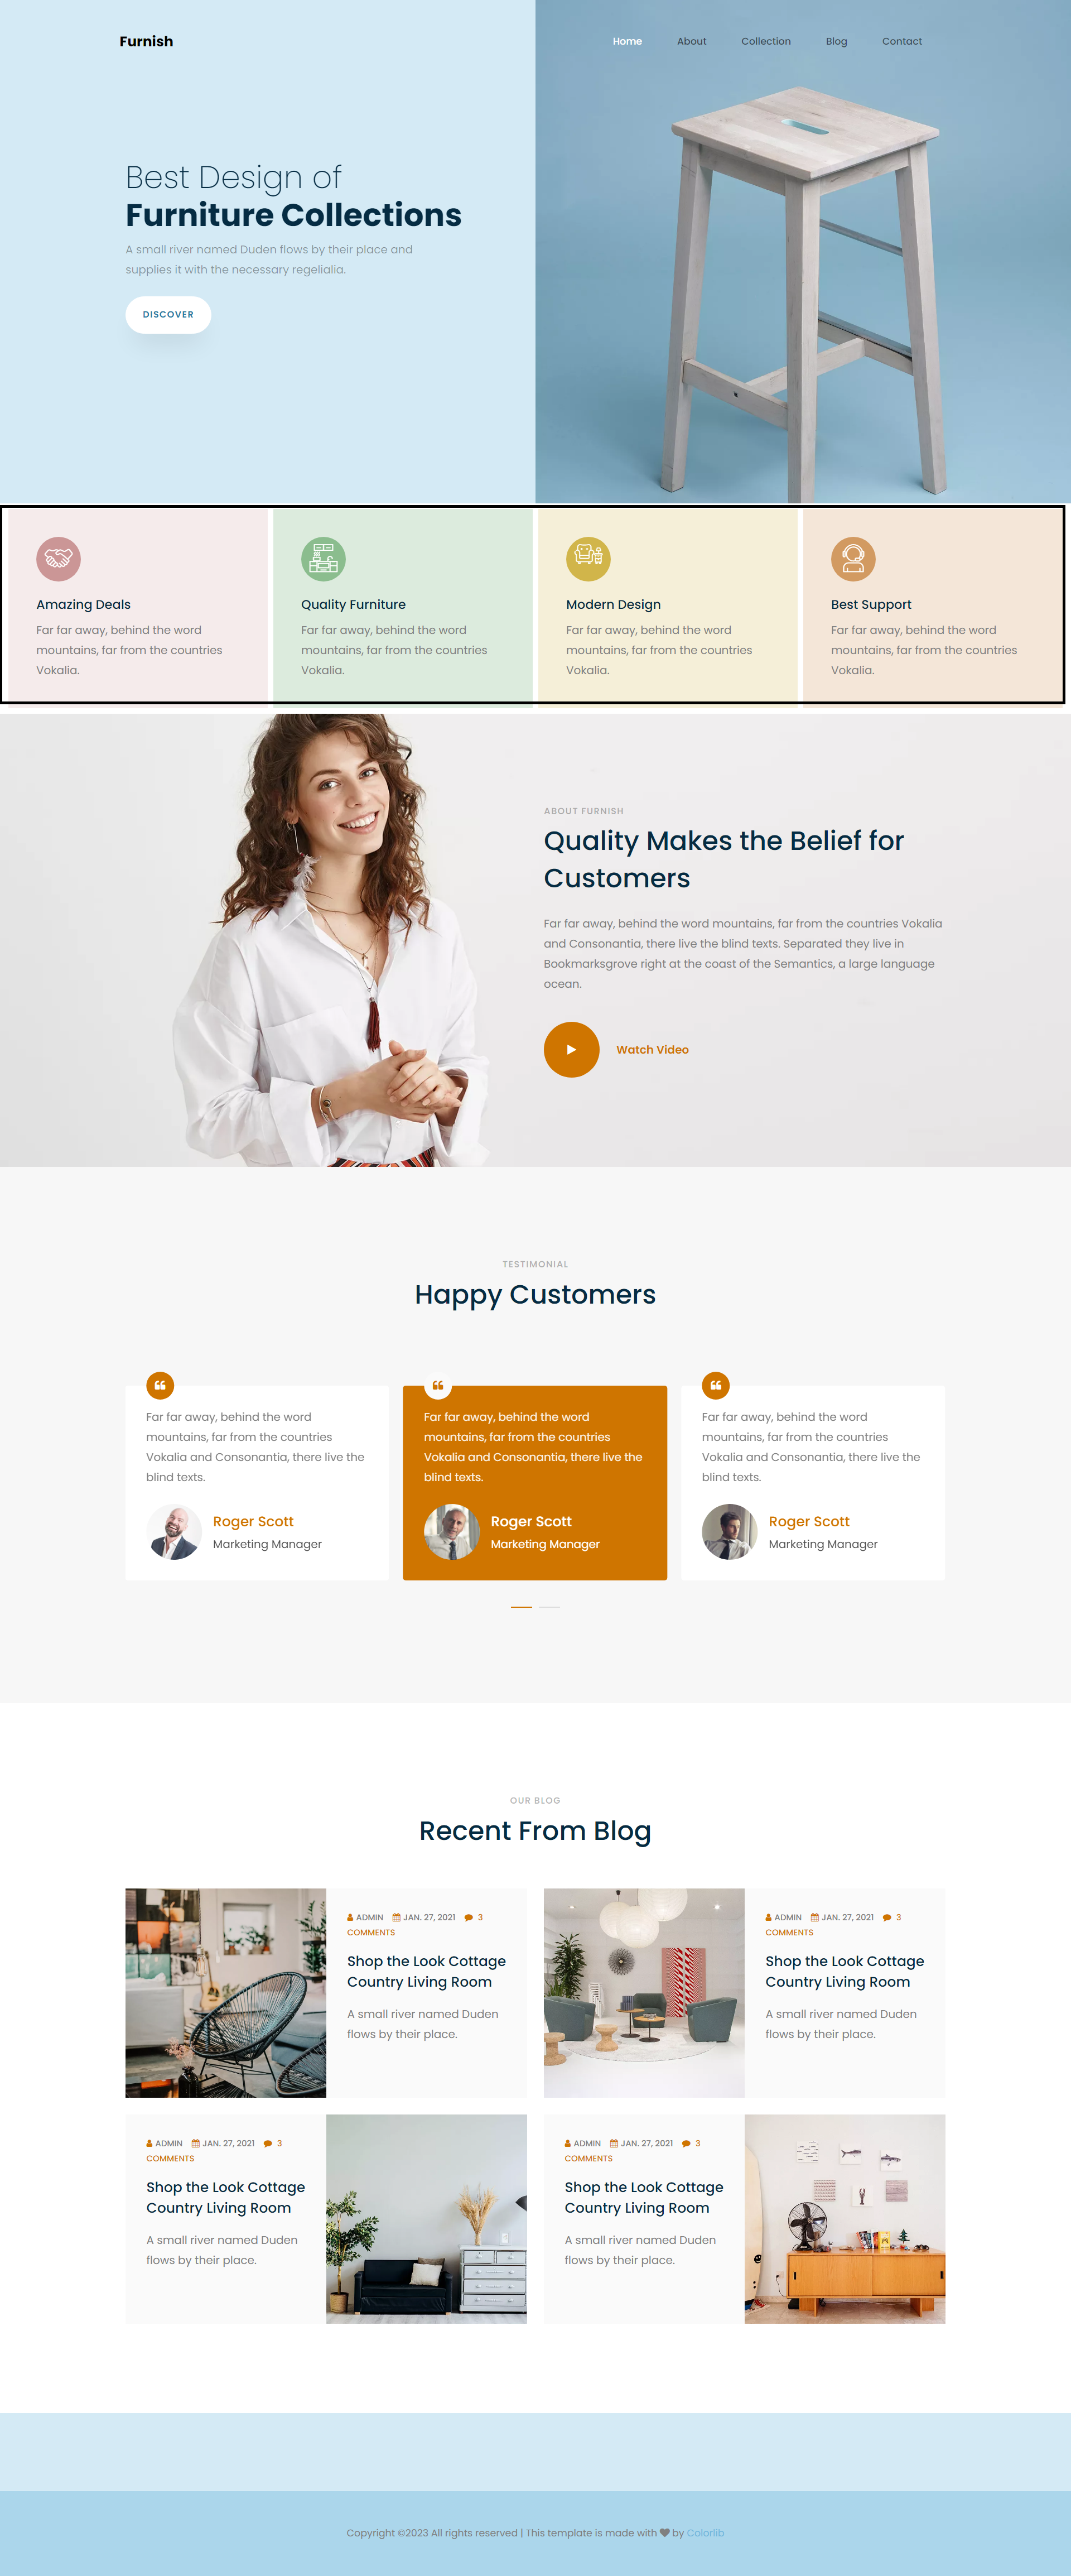 Furnish
Home About Collection Blog Contact
Best Design of
Furniture Collections
A small river named Duden flows by their place and
supplies it with the necessary regelialia.
DISCOVER
Amazing Deals
Far far away, behind the word
mountains, far from the countries
Vokalia.
Quality Furniture
Far far away, behind the word
mountains, far from the countries
Vokalia.
Modern Design
Far far away, behind the word
mountains, far from the countries
Vokalia.
Best Support
Far far away, behind the word
mountains, far from the countries
Vokalia.
ABOUT FURNISH
Quality Makes the Belief for
Customers
Far far away, behind the word mountains, far from the countries Vokalia
and Consonantia, there live the blind texts. Separated they live in
Bookmarksgrove right at the coast of the Semantics, a large language
ocean.
Watch Video
TESTIMONIAL
Happy Customers
Far far away, behind the word
mountains, far from the countries
Vokalia and Consonantia, there live the
blind texts.
Roger Scott
Marketing Manager
Far far away, behind the word
mountains, far from the countries
Vokalia and Consonantia, there live the
blind texts.
Roger Scott
Marketing Manager
Far far away, behind the word
mountains, far from the countries
Vokalia and Consonantia, there live the
blind texts.
Roger Scott
Marketing Manager
OUR BLOG
Recent From Blog
ADMIN JAN. 27, 2021 3
COMMENTS
Shop the Look Cottage
Country Living Room
A small river named Duden
flows by their place.
ADMIN JAN. 27, 2021 3
COMMENTS
Shop the Look Cottage
Country Living Room
A small river named Duden
flows by their place.
ADMIN JAN. 27, 2021 3
COMMENTS
Shop the Look Cottage
Country Living Room
A small river named Duden
flows by their place.
ADMIN JAN. 27, 2021 3
COMMENTS
Shop the Look Cottage
Country Living Room
A small river named Duden
flows by their place.
Copyright ©2023 All rights reserved | This template is made with ♥ by Colorlib